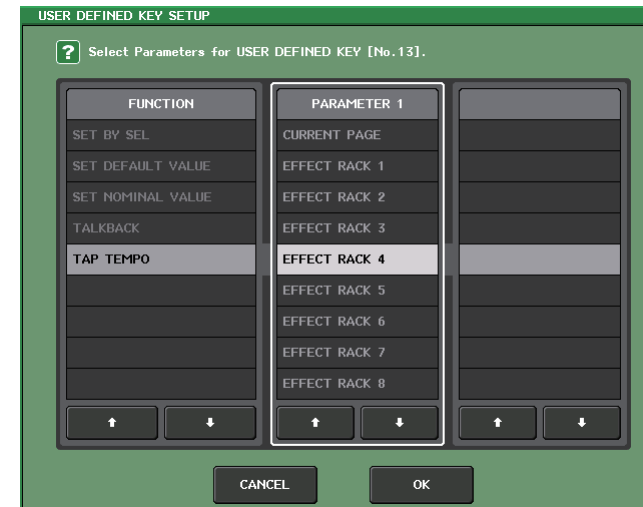 USER DEFINED KEY SETUP
? Select Parameters for USER DEFINED KEY [No.13].
FUNCTION
SET BY SEL
SET DEFAULT VALUE
SET NOMINAL VALUE
TALKBACK
TAP TEMPO
PARAMETER 1
CURRENT PAGE
EFFECT RACK 1
EFFECT RACK 2
EFFECT RACK 3
EFFECT RACK 4
EFFECT RACK 5
EFFECT RACK 6
EFFECT RACK 7
EFFECT RACK 8
CANCEL
OK